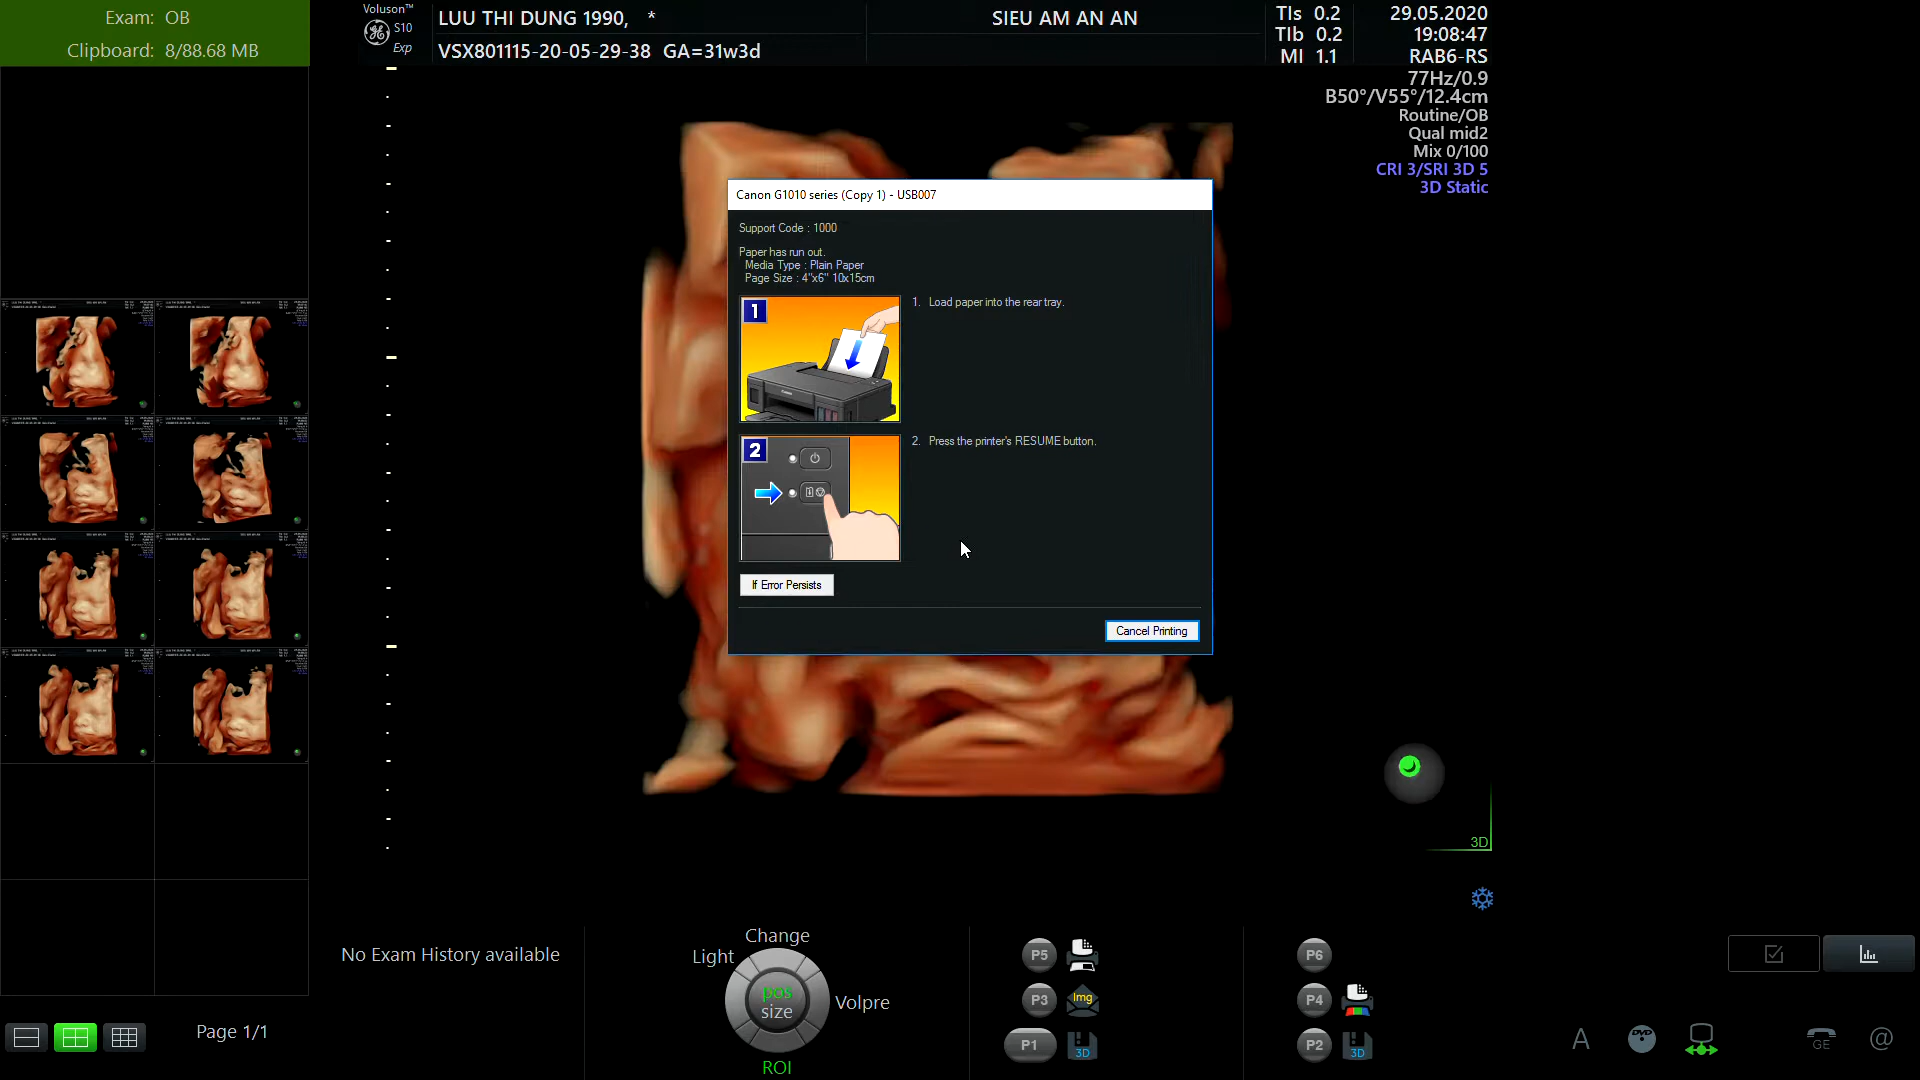 Exam: OB
Clipboard: 8/88.68 MB
Voluson™
S10
Exp
LUU THI DUNG 1990, *
VSX801115-20-05-29-38 GA=31w3d
SIEU AM AN AN
TIs 0.2
TIb 0.2
MI 1.1
29.05.2020
19:08:47
RAB6-RS
77Hz/0.9
B50°/V55°/12.4cm
Routine/OB
Qual mid2
Mix 0/100
CRI 3/SRI 3D 5
3D Static
Canon G1010 series (Copy 1) - USB007
Support Code : 1000
Paper has run out.
Media Type : Plain Paper
Page Size : 4"x6" 10x15cm
1
1. Load paper into the rear tray.
2
2. Press the printer's RESUME button.
If Error Persists
Cancel Printing
3D
No Exam History available
Change
Light
pos
size
Volpre
ROI
P5
P3
Img
P1
3D
P6
P4
P2
3D
Page 1/1
A
DVD
GE
@